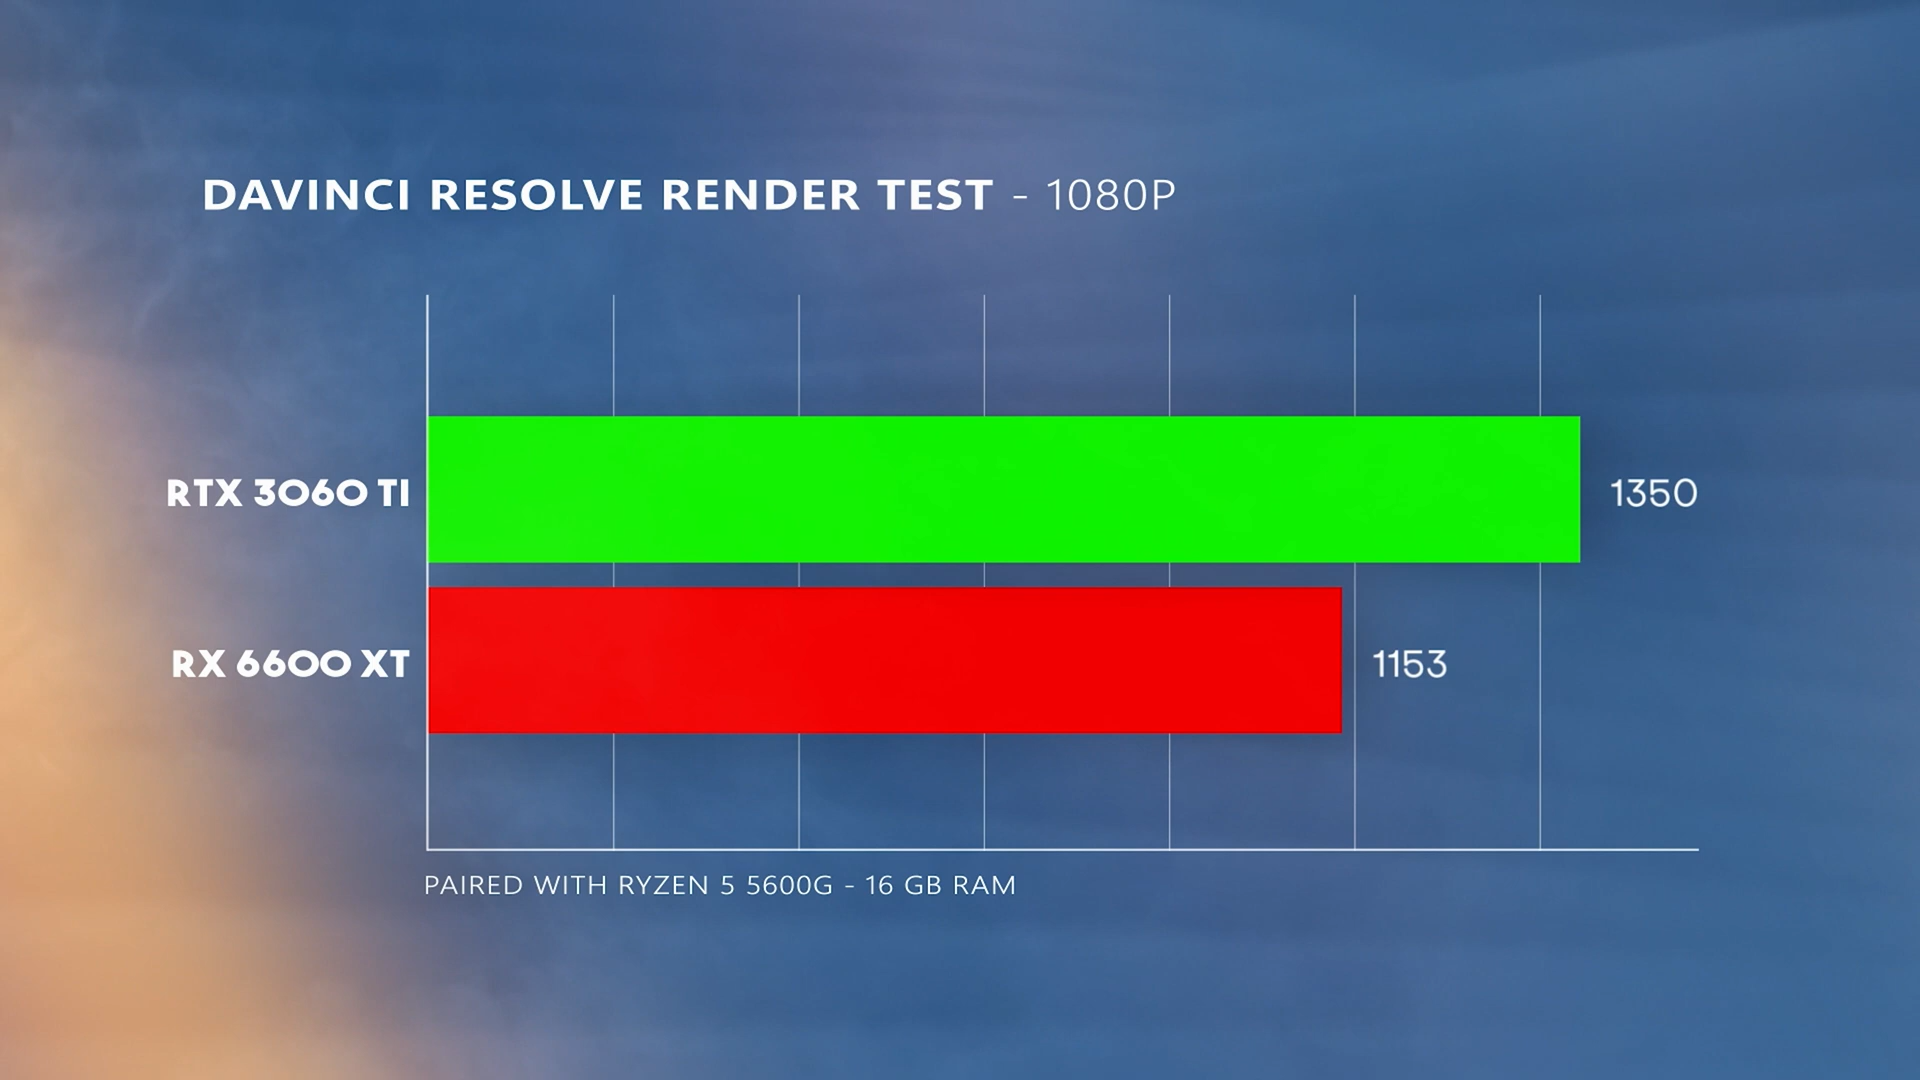 DAVINCI RESOLVE RENDER TEST - 1080P
RTX 3060 TI
1350
RX 6600 XT
1153
PAIRED WITH RYZEN 5 5600G - 16 GB RAM